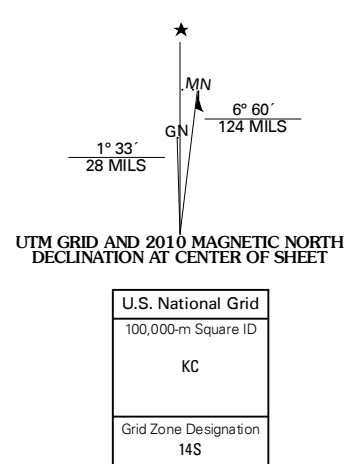 MN
GN
6° 60´
124 MILS
1° 33´
28 MILS
UTM GRID AND 2010 MAGNETIC NORTH
DECLINATION AT CENTER OF SHEET
U.S. National Grid
100,000-m Square ID
KC
Grid Zone Designation
14S